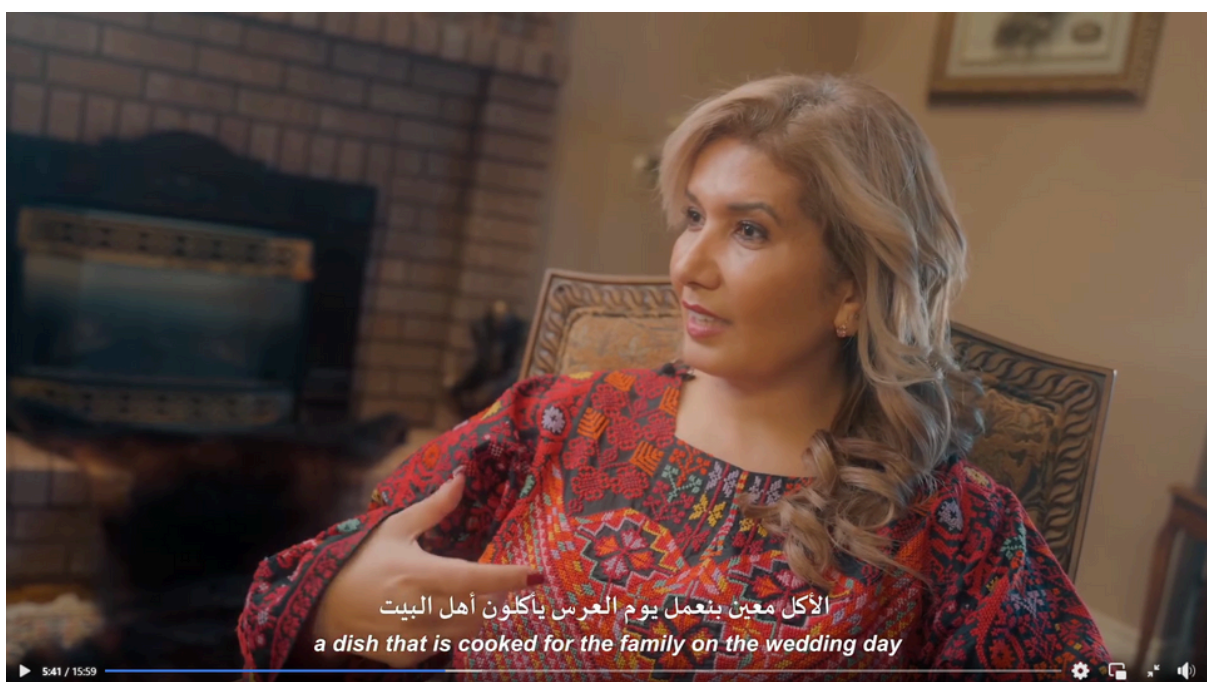 الأكل معين بنعمل يوم العرس يأكلون أهل البيت
a dish that is cooked for the family on the wedding day
5:41 / 15:59